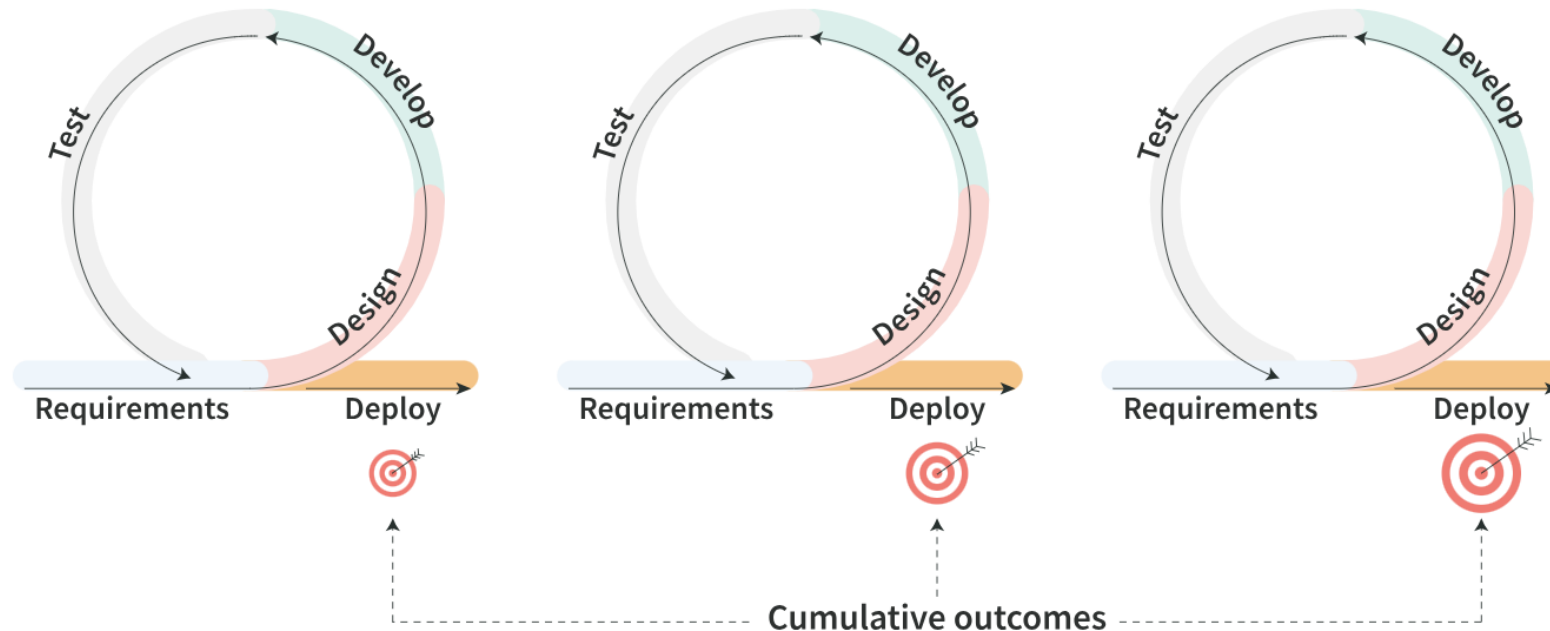 Develop
Test
Design
Requirements
Deploy
Develop
Test
Design
Requirements
Deploy
Develop
Test
Design
Requirements
Deploy
Cumulative outcomes